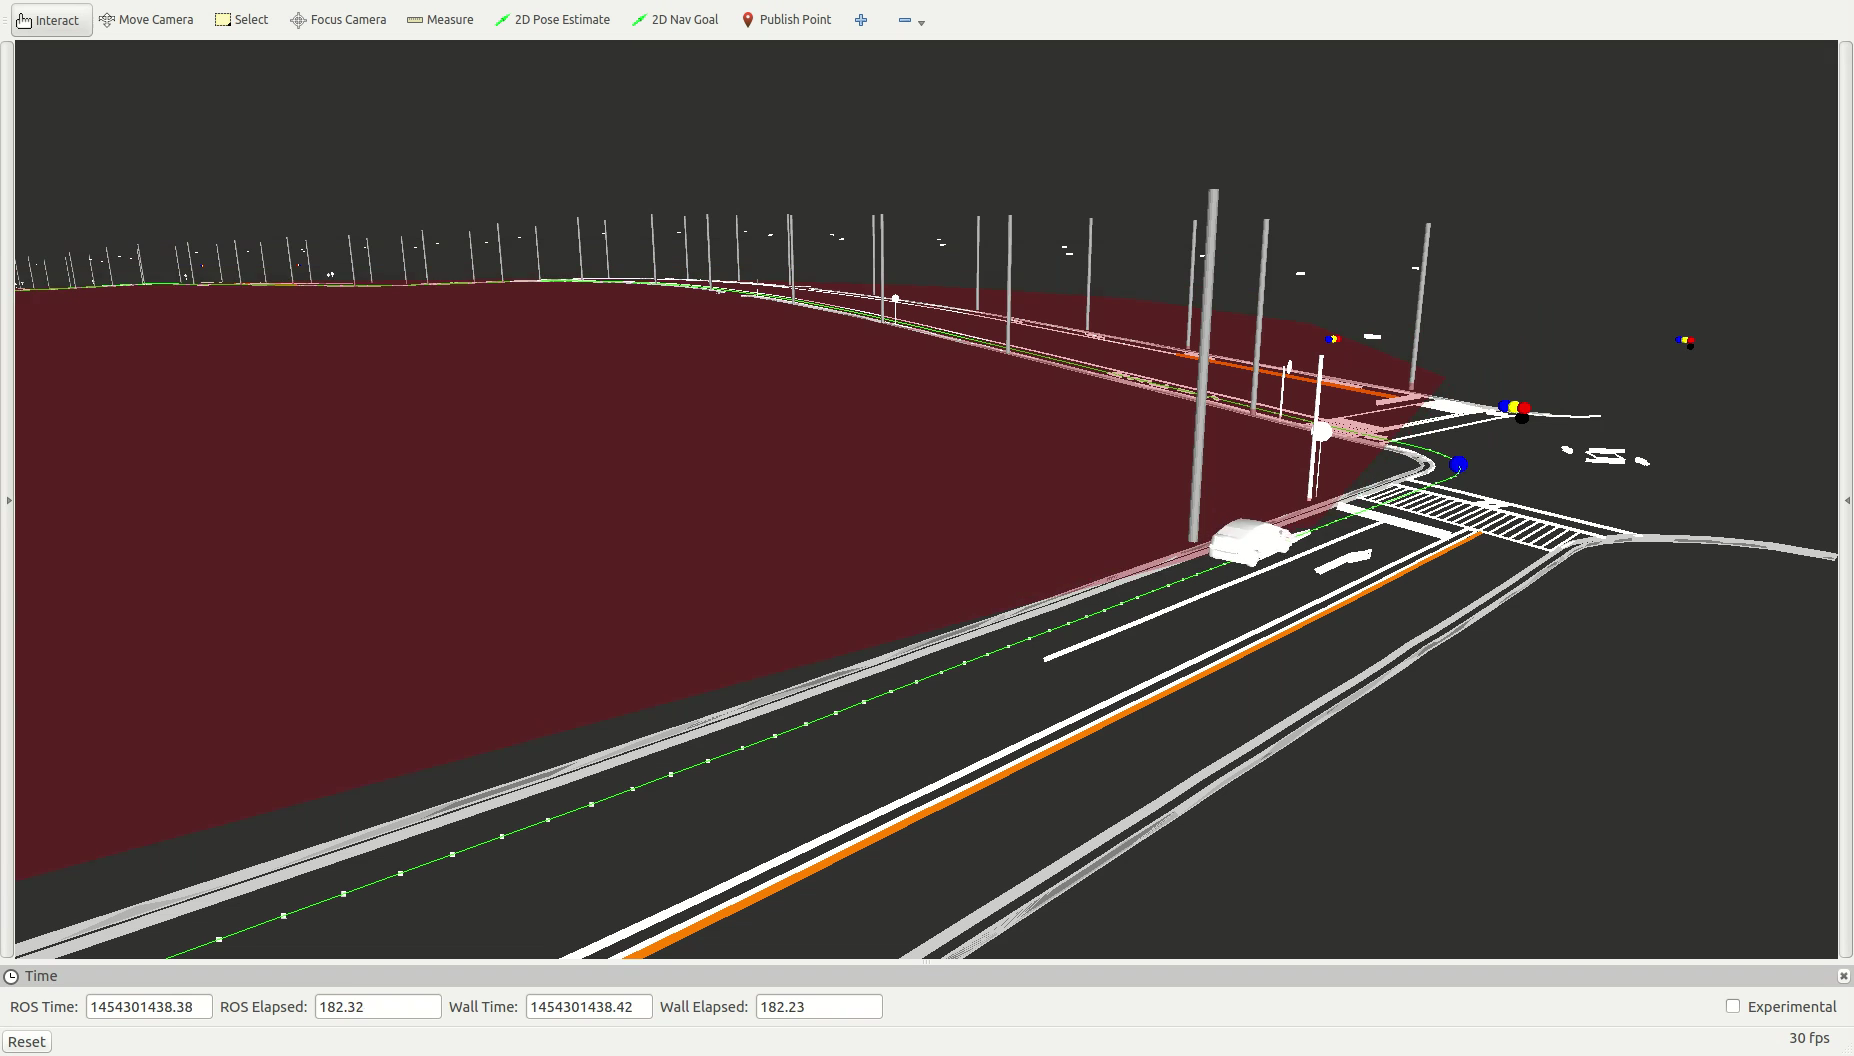 Interact Move Camera Select Focus Camera Measure 2D Pose Estimate 2D Nav Goal Publish Point
Time
ROS Time: 1454301438.38 ROS Elapsed: 182.32 Wall Time: 1454301438.42 Wall Elapsed: 182.23 Experimental
Reset 30 fps